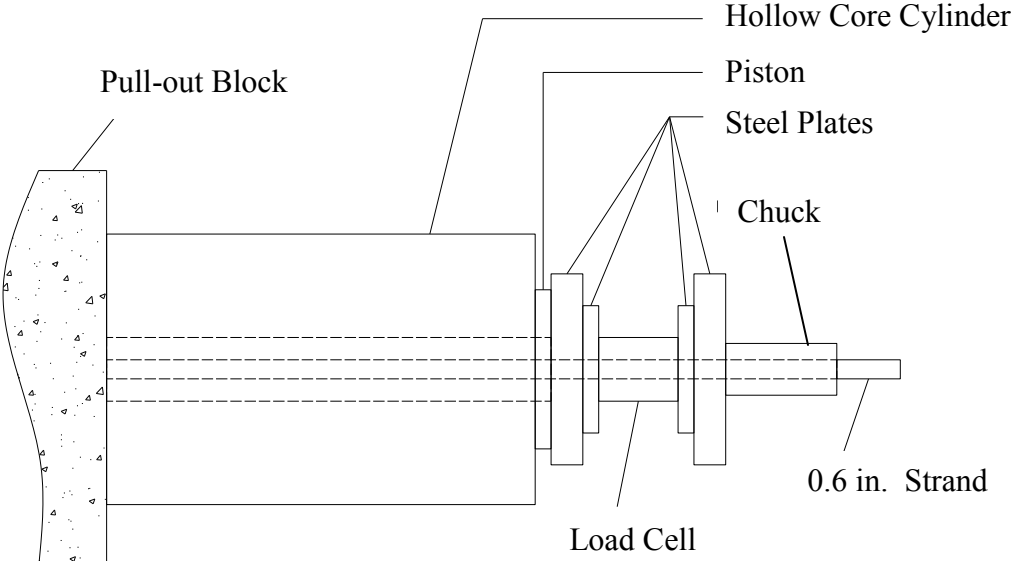 Hollow Core Cylinder
Pull-out Block
Piston
Steel Plates
Chuck
0.6 in. Strand
Load Cell